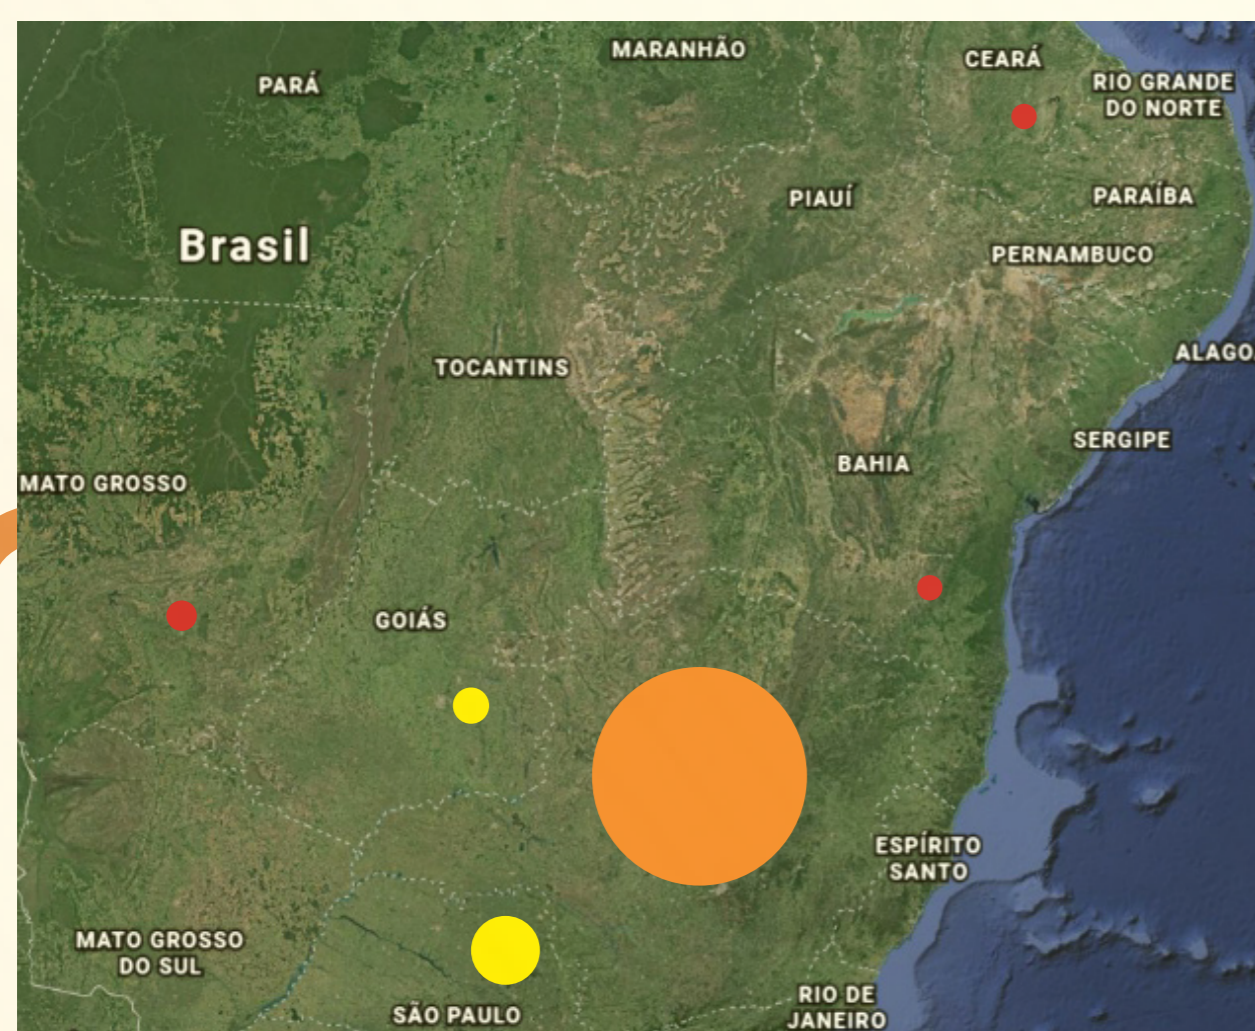 MARANHÃO
CEARÁ
PARÁ
RIO GRANDE
DO NORTE
PIAUÍ
PARAÍBA
Brasil
PERNAMBUCO
ALAGO
TOCANTINS
SERGIPE
BAHIA
MATO GROSSO
GOIÁS
ESPÍRITO
SANTO
MATO GROSSO
DO SUL
RIO DE
JANEIRO
SÃO PAULO